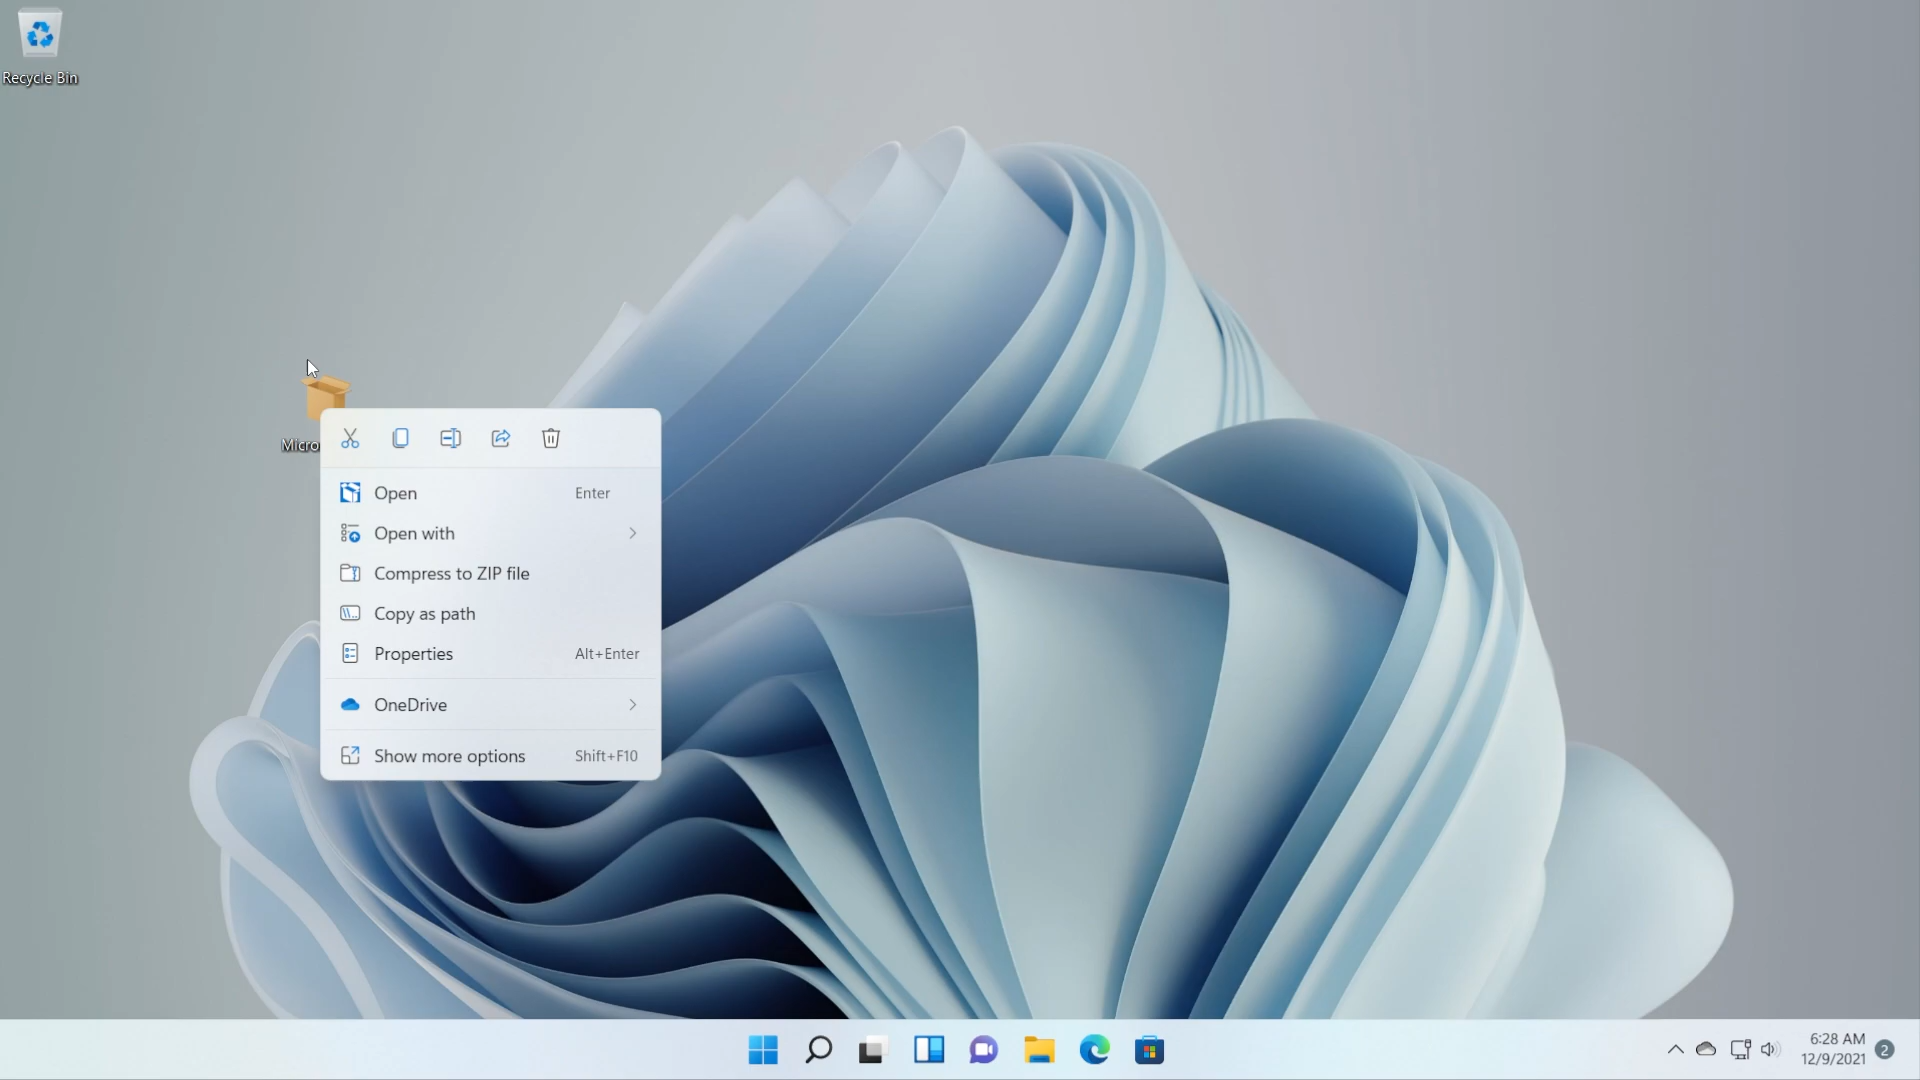 Recycle Bin
Open Enter
Open with
Compress to ZIP file
Copy as path
Properties Alt+Enter
OneDrive
Show more options Shift+F10
6:28 AM
12/9/2021 2